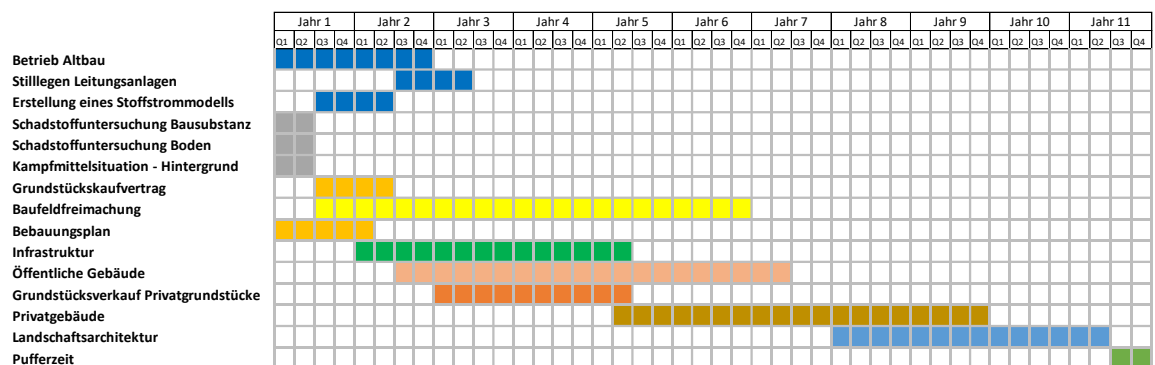 Jahr 1 Jahr 2 Jahr 3 Jahr 4 Jahr 5 Jahr 6 Jahr 7 Jahr 8 Jahr 9 Jahr 10 Jahr 11
Q1 Q2 Q3 Q4 Q1 Q2 Q3 Q4 Q1 Q2 Q3 Q4 Q1 Q2 Q3 Q4 Q1 Q2 Q3 Q4 Q1 Q2 Q3 Q4 Q1 Q2 Q3 Q4 Q1 Q2 Q3 Q4 Q1 Q2 Q3 Q4 Q1 Q2 Q3 Q4 Q1 Q2 Q3 Q4
Betrieb Altbau
Stilllegen Leitungsanlagen
Erstellung eines Stoffstrommodells
Schadstoffuntersuchung Bausubstanz
Schadstoffuntersuchung Boden
Kampfmittelsituation - Hintergrund
Grundstückskaufvertrag
Baufeldfreimachung
Bebauungsplan
Infrastruktur
Öffentliche Gebäude
Grundstücksverkauf Privatgrundstücke
Privatgebäude
Landschaftsarchitektur
Pufferzeit